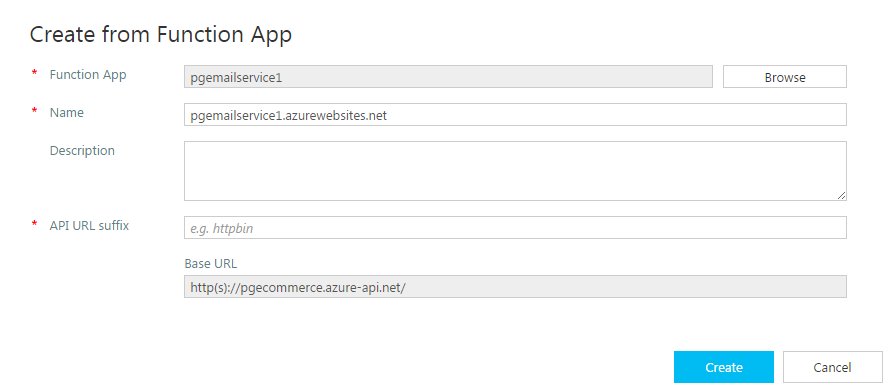 Create from Function App
* Function App
pgemailservice1
Browse
* Name
pgemailservice1.azurewebsites.net
Description
* API URL suffix
e.g. httpbin
Base URL
http(s)://pgecommerce.azure-api.net/
Create
Cancel